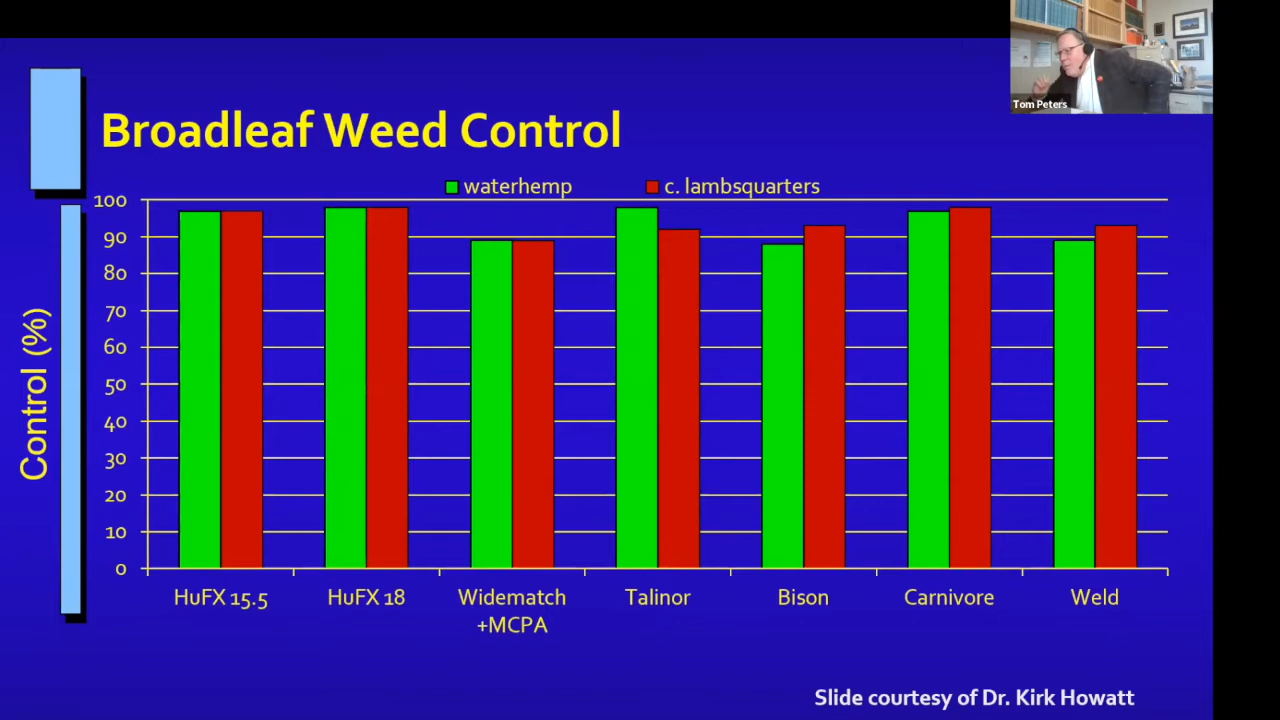 Tom Peters
Broadleaf Weed Control
waterhemp c. lambsquarters
Control (%)
100
90
80
70
60
50
40
30
20
10
0
HuFX 15.5 HuFX 18 Widematch +MCPA Talinor Bison Carnivore Weld
Slide courtesy of Dr. Kirk Howatt